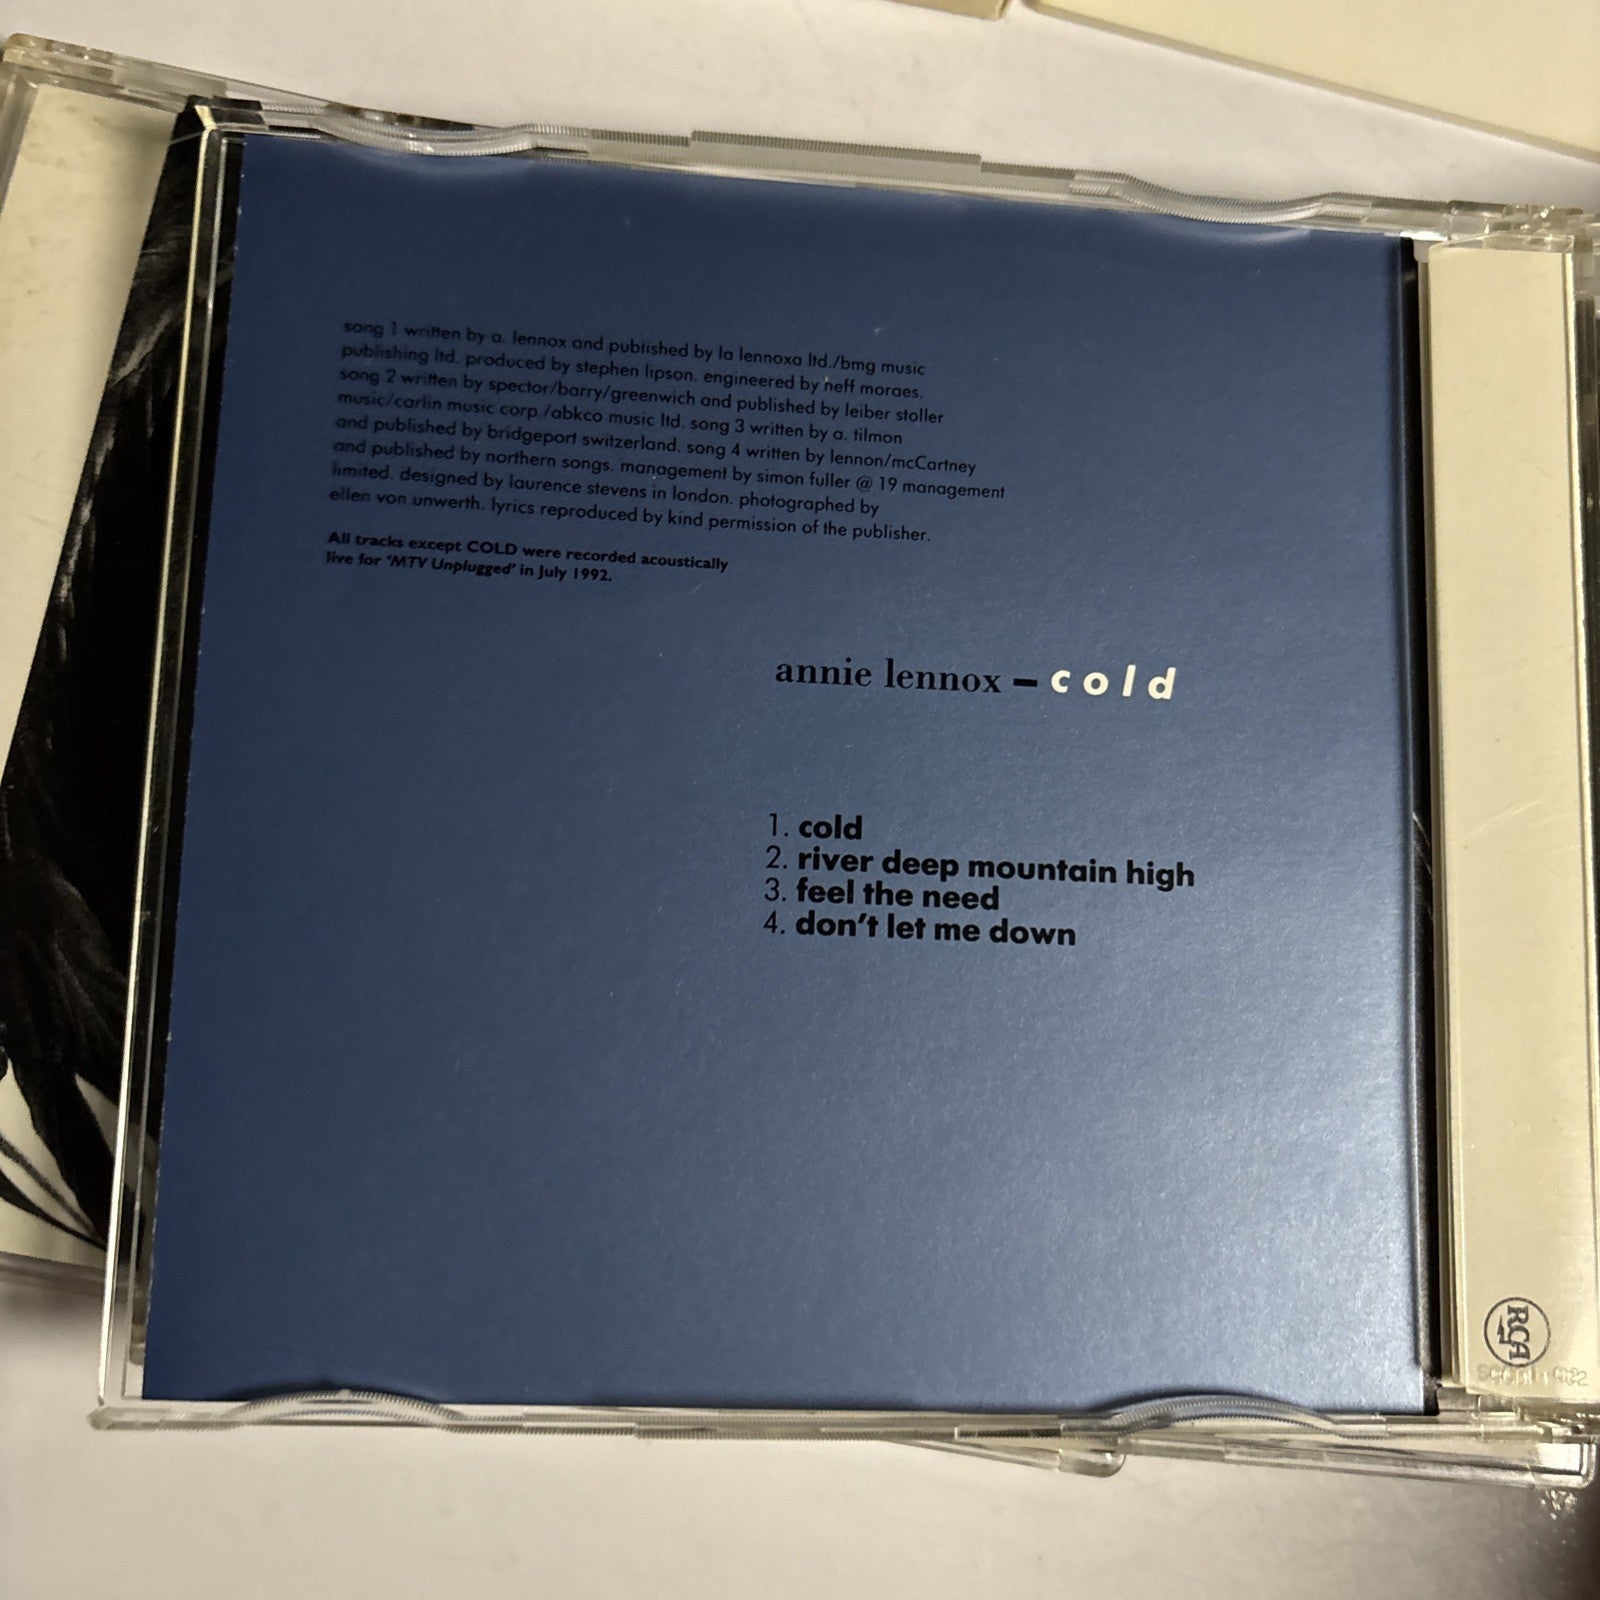 song 1 written by a. lennox and published by la lennoxa ltd./bmg music
publishing ltd. produced by stephen lipson. engineered by heff moraes.
song 2 written by spector/barry/greenwich and published by leiber stoller
music/carlin music corp./abkco music ltd. song 3 written by a. tilmon
and published by bridgeport switzerland. song 4 written by lennon/mcCartney
and published by northern songs. management by simon fuller @ 19 management
limited. designed by laurence stevens in london. photographed by
ellen von unwerth. lyrics reproduced by kind permission of the publisher.
All tracks except COLD were recorded acoustically
live for 'MTV Unplugged' in July 1992.
annie lennox – cold
1. cold
2. river deep mountain high
3. feel the need
4. don't let me down
RCA